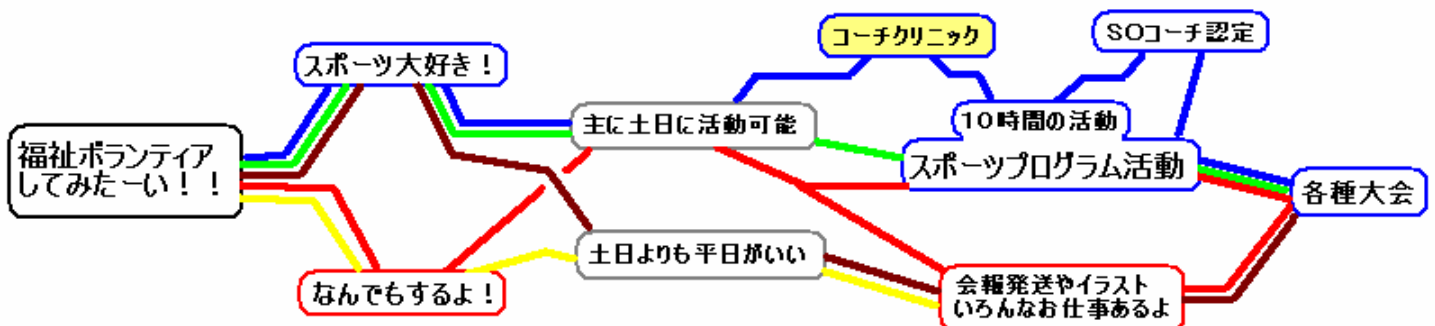 福祉ボランティア
してみたーい！！
スポーツ大好き！
なんでもするよ！
主に土日に活動可能
土日よりも平日がいい
コーチクリニック
SOコーチ認定
10時間の活動
スポーツプログラム活動
会報発送やイラスト
いろんなお仕事あるよ
各種大会